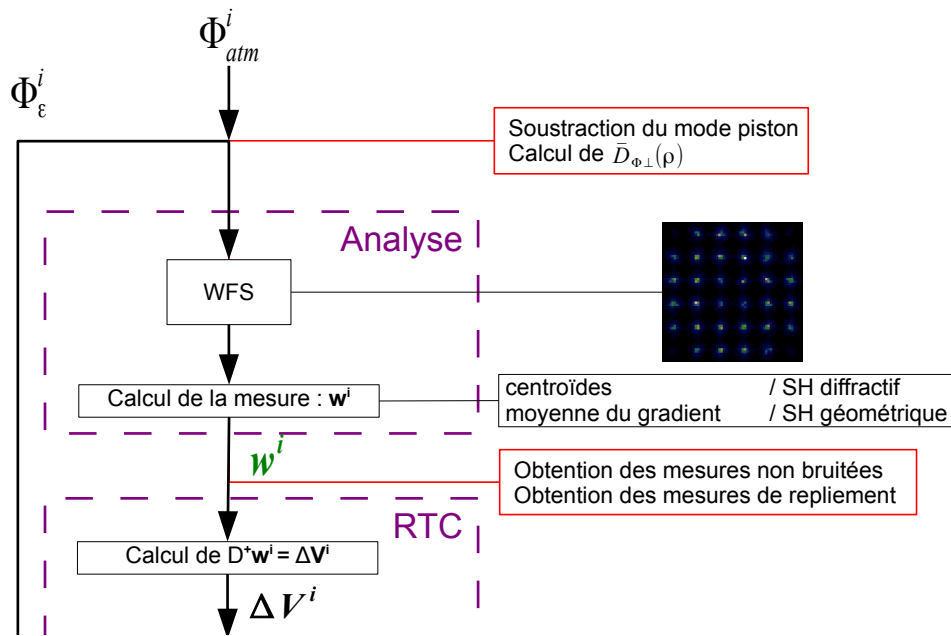 Φ^i_atm
Φ^i_ε
Soustraction du mode piston
Calcul de D̄_Φ⊥(ρ)
Analyse
WFS
Calcul de la mesure : w^i
centroïdes / SH diffractif
moyenne du gradient / SH géométrique
w^i
Obtention des mesures non bruitées
Obtention des mesures de repliement
RTC
Calcul de D⁺w^i = ΔV^i
ΔV^i